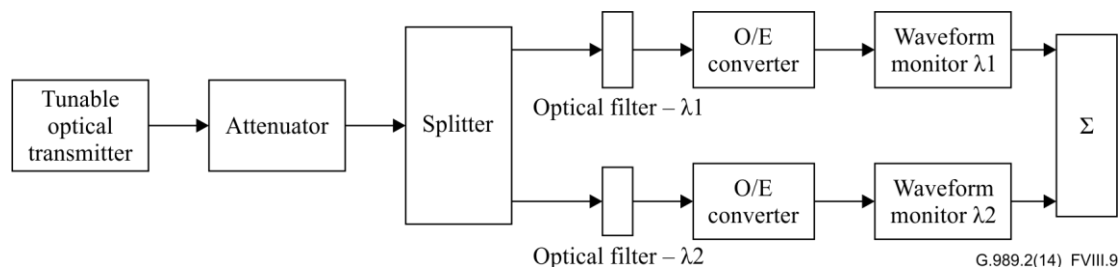 Tunable
optical
transmitter
Attenuator
Splitter
Optical filter – λ1
O/E
converter
Waveform
monitor λ1
Optical filter – λ2
O/E
converter
Waveform
monitor λ2
Σ
G.989.2(14)_FVIII.9